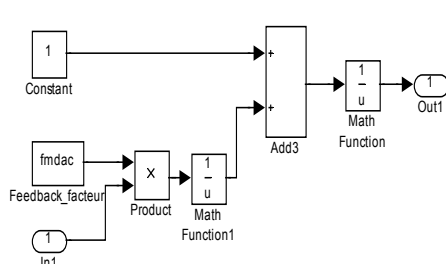 1
Constant
+
+
Add3
1
u
Math
Function
1
Out1
fmdac
Feedback_facteur
X
Product
1
u
Math
Function1
1
In1